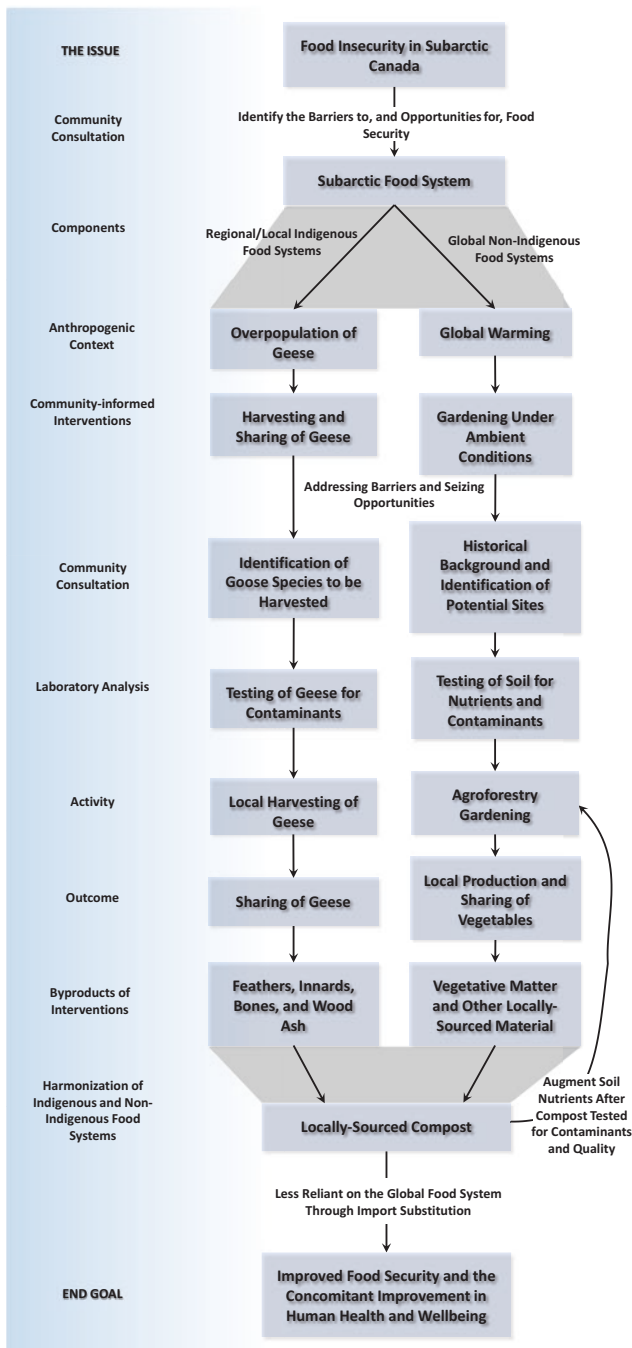 THE ISSUE
Food Insecurity in Subarctic
Canada
Community
Consultation
Identify the Barriers to, and Opportunities for, Food
Security
Subarctic Food System
Components
Regional/Local Indigenous
Food Systems
Global Non-Indigenous
Food Systems
Anthropogenic
Context
Overpopulation of
Geese
Global Warming
Community-informed
Interventions
Harvesting and
Sharing of Geese
Gardening Under
Ambient
Conditions
Addressing Barriers and Seizing
Opportunities
Community
Consultation
Identification of
Goose Species to be
Harvested
Historical
Background and
Identification of
Potential Sites
Laboratory Analysis
Testing of Geese for
Contaminants
Testing of Soil for
Nutrients and
Contaminants
Activity
Local Harvesting of
Geese
Agroforestry
Gardening
Outcome
Sharing of Geese
Local Production and
Sharing of
Vegetables
Byproducts of
Interventions
Feathers, Innards,
Bones, and Wood
Ash
Vegetative Matter
and Other Locally-
Sourced Material
Harmonization of
Indigenous and Non-
Indigenous Food
Systems
Locally-Sourced Compost
Augment Soil
Nutrients After
Compost Tested
for Contaminants
and Quality
Less Reliant on the Global Food System
Through Import Substitution
END GOAL
Improved Food Security and the
Concomitant Improvement in
Human Health and Wellbeing